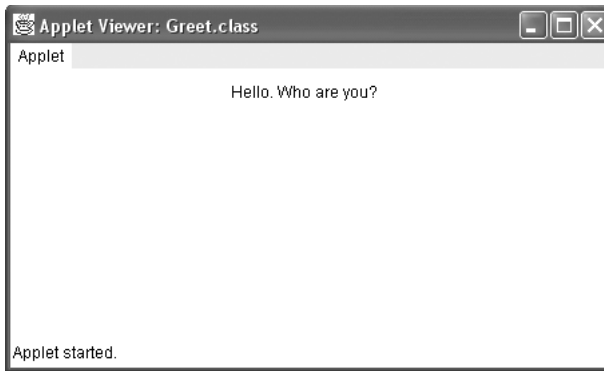 Applet Viewer: Greet.class
Applet
Hello. Who are you?
Applet started.